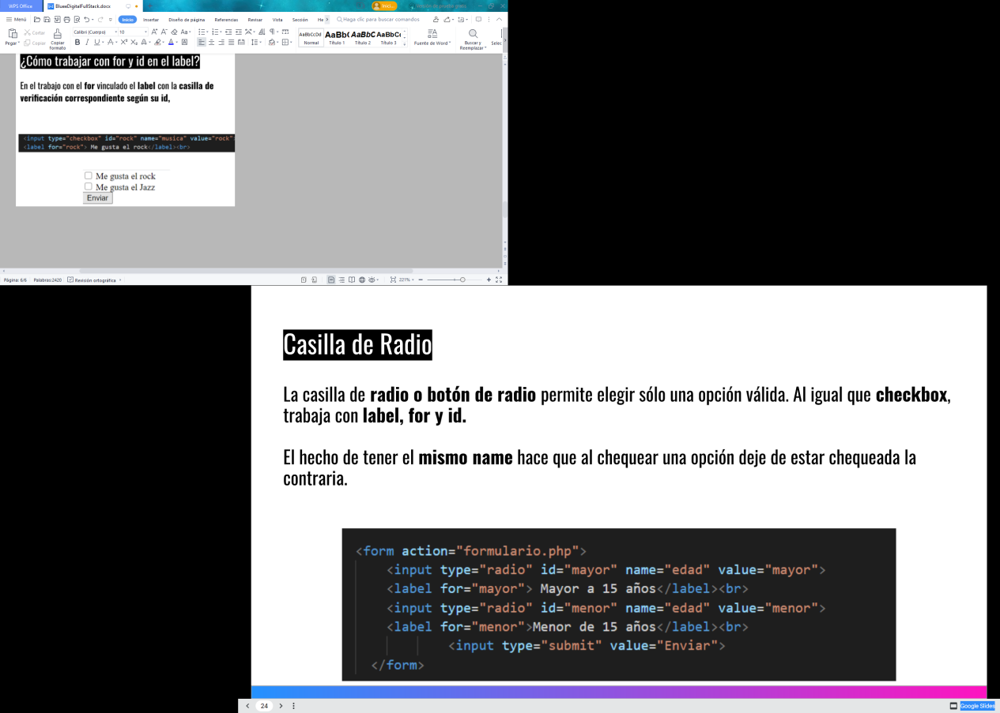 WPS Office BlueeDigitalFullStack.docx Inici...
Menú Inicio Insertar Diseño de página Referencias Revisar Vista Sección He Haga clic para buscar comandos
Pegar Cortar Copiar Copiar formato Calibri (Cuerpo) 10 AaBbCcDd Normal AaBb( Título 1 AaBbC Título 2 AaBbC Título 3 Fuente de Word Buscar y Reemplazar Selec
¿Cómo trabajar con for y id en el label?
En el trabajo con el for vinculado el label con la casilla de
verificación correspondiente según su id,
<input type="checkbox" id="rock" name="musica" value="rock"
<label for="rock"> Me gusta el rock</label><br>
Me gusta el rock
Me gusta el Jazz
Enviar
Página: 6/6 Palabras:2420 Revisión ortográfica 221%
Casilla de Radio
La casilla de radio o botón de radio permite elegir sólo una opción válida. Al igual que checkbox,
trabaja con label, for y id.
El hecho de tener el mismo name hace que al chequear una opción deje de estar chequeada la
contraria.
<form action="formulario.php">
<input type="radio" id="mayor" name="edad" value="mayor">
<label for="mayor"> Mayor a 15 años</label><br>
<input type="radio" id="menor" name="edad" value="menor">
<label for="menor">Menor de 15 años</label><br>
<input type="submit" value="Enviar">
</form>
24 Google Slides